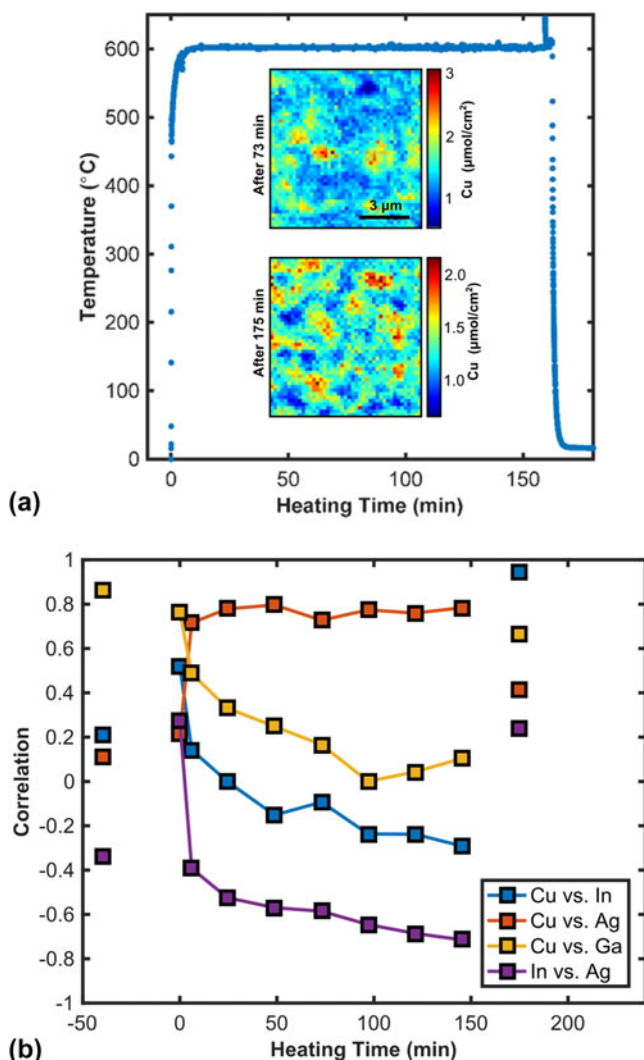 600
500
400
300
200
100
0
Temperature (°C)
After 73 min
3 µm
3
2
1
Cu (µmol/cm²)
After 175 min
2.0
1.5
1.0
Cu (µmol/cm²)
0
50
100
150
Heating Time (min)
(a)
1
0.8
0.6
0.4
0.2
0
-0.2
-0.4
-0.6
-0.8
-1
Correlation
Cu vs. In
Cu vs. Ag
Cu vs. Ga
In vs. Ag
-50
0
50
100
150
200
Heating Time (min)
(b)